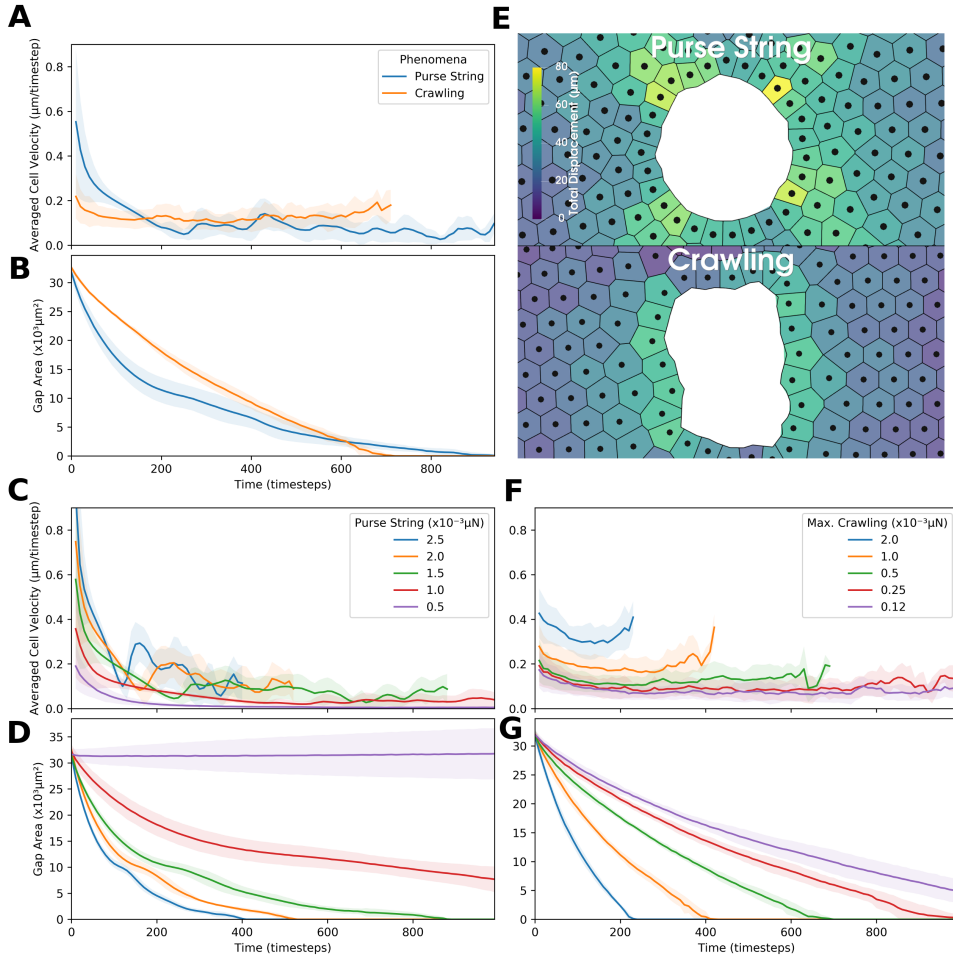 A
Averaged Cell Velocity (μm/timestep)
0.8
0.6
0.4
0.2
0.0
Phenomena
Purse String
Crawling
B
Gap Area (x10³μm²)
30
25
20
15
10
5
0
0 200 400 600 800
Time (timesteps)
E
Purse String
80
60
40
20
0
Total Displacement (μm)
Crawling
C
Averaged Cell Velocity (μm/timestep)
0.8
0.6
0.4
0.2
0.0
Purse String (x10⁻³μN)
2.5
2.0
1.5
1.0
0.5
D
Gap Area (x10³μm²)
35
30
25
20
15
10
5
0
200 400 600 800
Time (timesteps)
F
0.8
0.6
0.4
0.2
0.0
Max. Crawling (x10⁻³μN)
2.0
1.0
0.5
0.25
0.12
G
30
25
20
15
10
5
0
0 200 400 600 800
Time (timesteps)